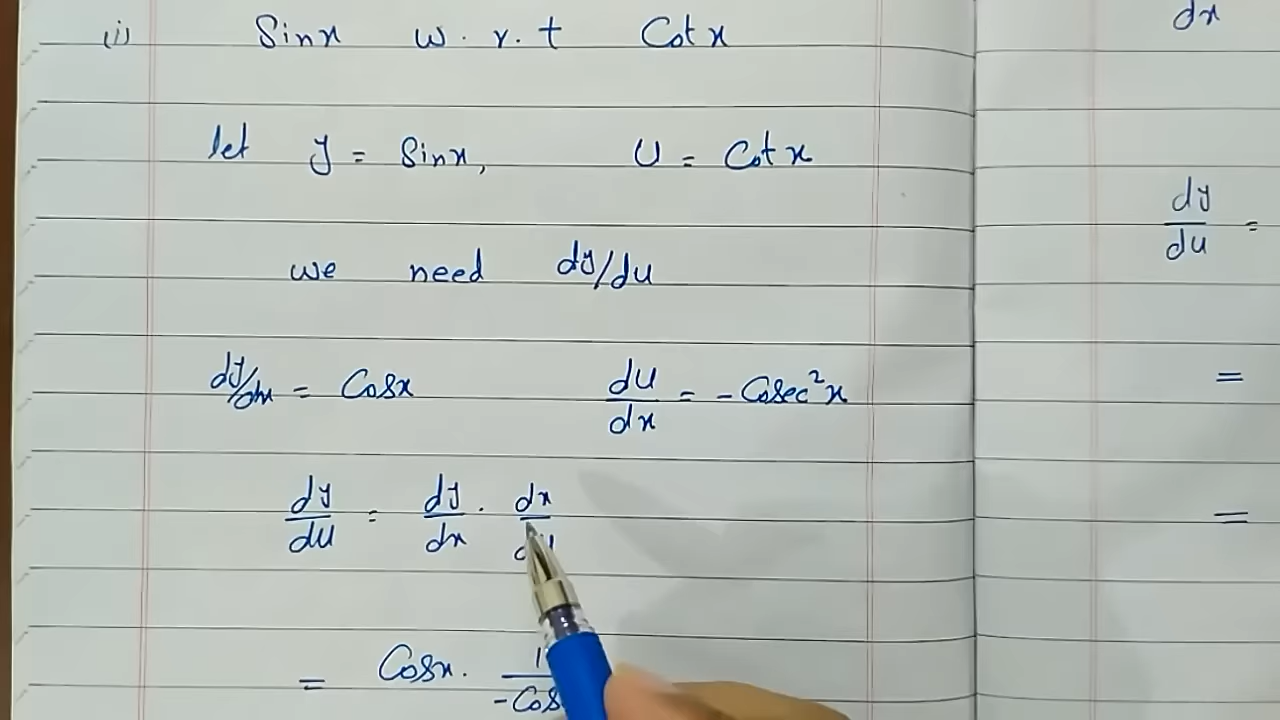 (i) Sinx w.r.t Cotx
let y = Sinx, U = Cotx
we need dy/du
dy/dx = Cosx du/dx = -Cosec²x
dy/du = dy/dx . dx/
= Cosx. 1/-Cos
dx
dy/du =
=
=